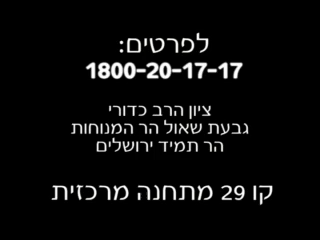 לפרטים:
1800-20-17-17
ציון הרב כדורי
גבעת שאול הר המנוחות
הר תמיד ירושלים
קו 29 מתחנה מרכזית